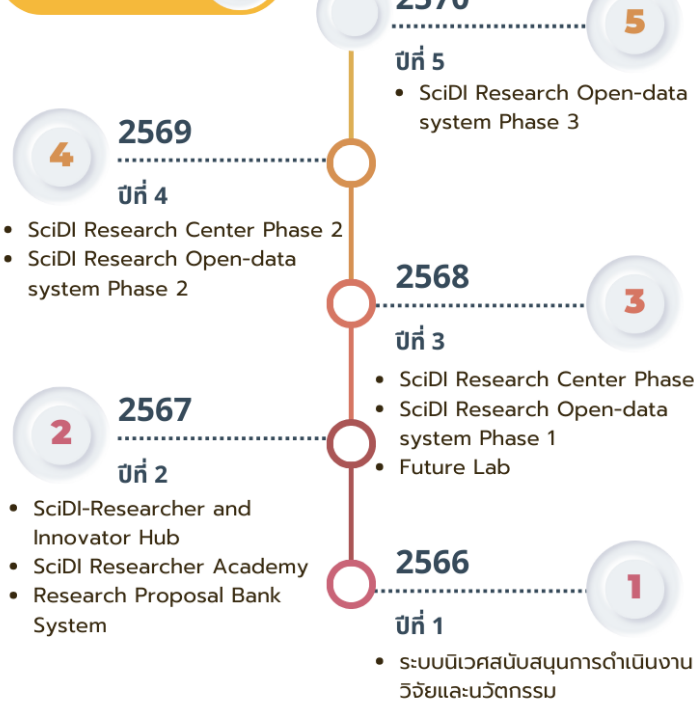 2570
5
ปีที่ 5
• SciDI Research Open-data
system Phase 3
4
2569
ปีที่ 4
• SciDI Research Center Phase 2
• SciDI Research Open-data
system Phase 2
2568
3
ปีที่ 3
• SciDI Research Center Phase
• SciDI Research Open-data
system Phase 1
• Future Lab
2
2567
ปีที่ 2
• SciDI-Researcher and
Innovator Hub
• SciDI Researcher Academy
• Research Proposal Bank
System
2566
1
ปีที่ 1
• ระบบนิเวศสนับสนุนการดำเนินงาน
วิจัยและนวัตกรรม